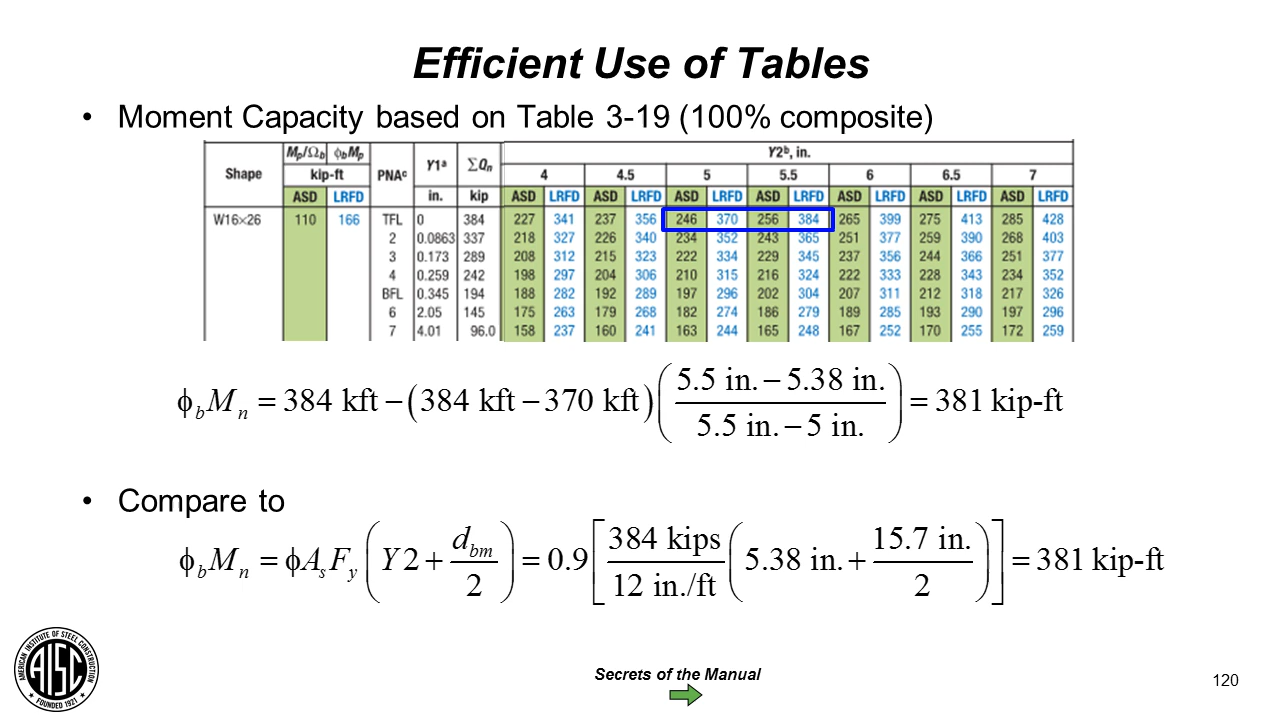 Efficient Use of Tables
• Moment Capacity based on Table 3-19 (100% composite)
Shape Mp/Ωb ϕbMp PNAᶜ Y1ᵃ ΣQn Y2ᵇ, in.
kip-ft 4 4.5 5 5.5 6 6.5 7
ASD LRFD in. kip ASD LRFD ASD LRFD ASD LRFD ASD LRFD ASD LRFD ASD LRFD ASD LRFD
W16×26 110 166 TFL 0 384 227 341 237 356 246 370 256 384 265 399 275 413 285 428
2 0.0863 337 218 327 226 340 234 352 243 365 251 377 259 390 268 403
3 0.173 289 208 312 215 323 222 334 229 345 237 356 244 366 251 377
4 0.259 242 198 297 204 306 210 315 216 324 222 333 228 343 234 352
BFL 0.345 194 188 282 192 289 197 296 202 304 207 311 212 318 217 326
6 2.05 145 175 263 179 268 182 274 186 279 189 285 193 290 197 296
7 4.01 96.0 158 237 160 241 163 244 165 248 167 252 170 255 172 259
ϕbMn = 384 kft − (384 kft − 370 kft) (5.5 in. − 5.38 in. / 5.5 in. − 5 in.) = 381 kip-ft
• Compare to
ϕbMn = ϕAsFy (Y2 + dbm / 2) = 0.9 [384 kips / 12 in./ft (5.38 in. + 15.7 in. / 2)] = 381 kip-ft
AMERICAN INSTITUTE OF STEEL CONSTRUCTION
AISC
FOUNDED 1921
Secrets of the Manual
120